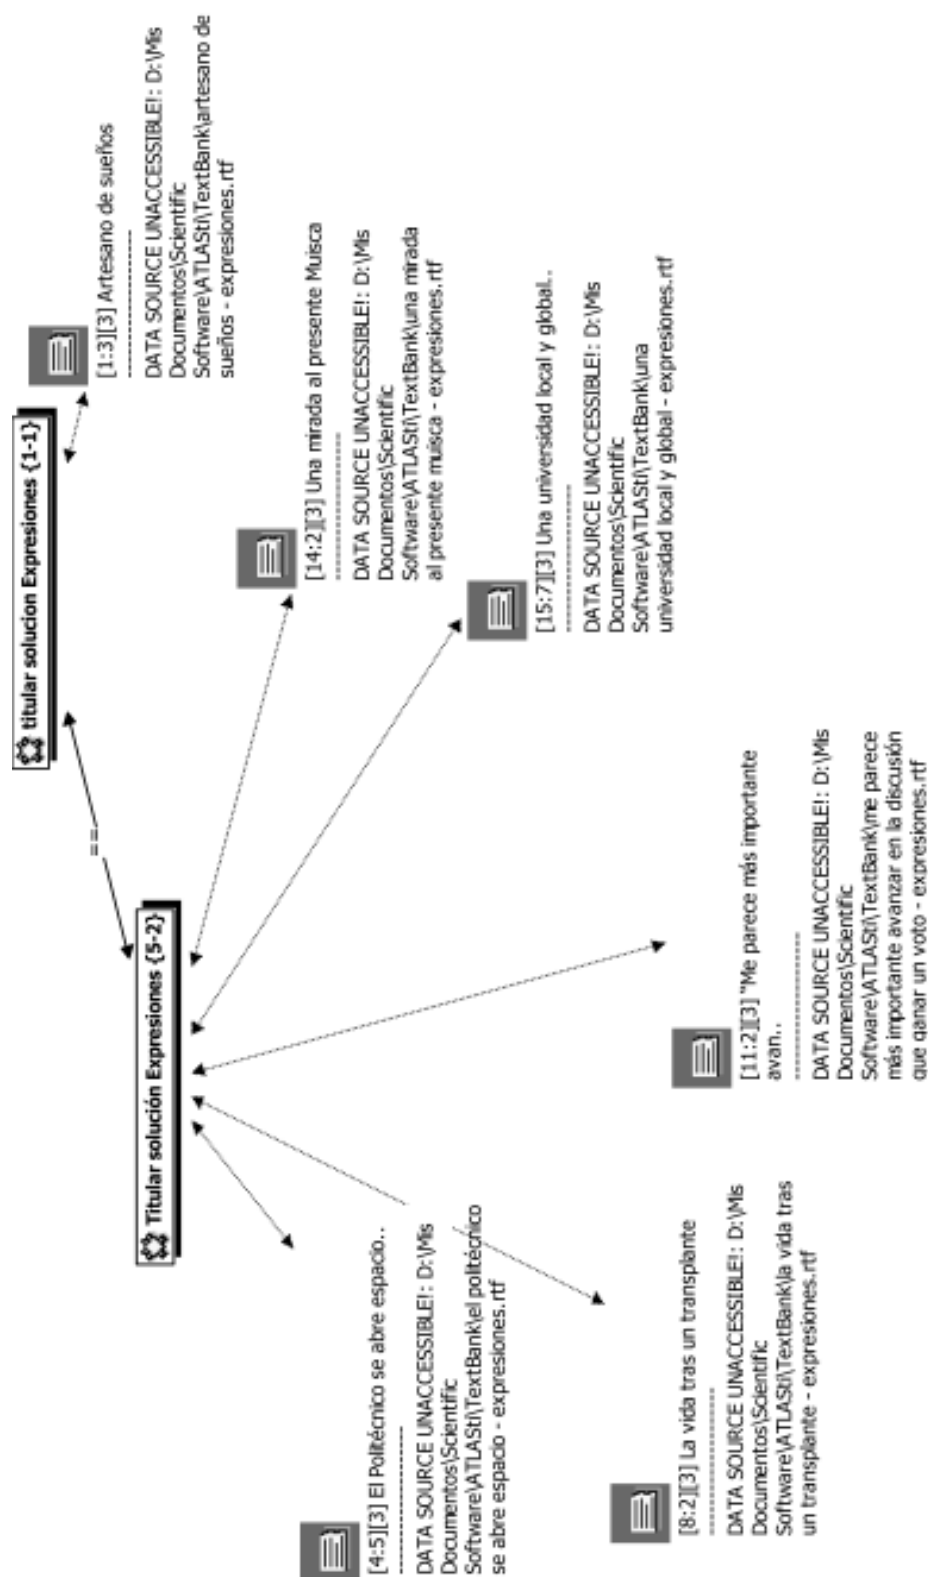 titular solucion Expresiones {1-1}
[1:3][3] Artesano de sueños
--------------------
DATA SOURCE UNACCESSIBLE!: D:\Mis
Documentos\Scientific
Software\ATLASti\TextBank\artesano de
sueños - expresiones.rtf
Titular solución Expresiones {5-2}
==
[14:2][3] Una mirada al presente Muisca
--------------------
DATA SOURCE UNACCESSIBLE!: D:\Mis
Documentos\Scientific
Software\ATLASti\TextBank\una mirada
al presente muisca - expresiones.rtf
[15:7][3] Una universidad local y global..
--------------------
DATA SOURCE UNACCESSIBLE!: D:\Mis
Documentos\Scientific
Software\ATLASti\TextBank\una
universidad local y global - expresiones.rtf
[11:2][3] "Me parece más importante
avan..
--------------------
DATA SOURCE UNACCESSIBLE!: D:\Mis
Documentos\Scientific
Software\ATLASti\TextBank\me parece
más importante avanzar en la discusión
que ganar un voto - expresiones.rtf
[4:5][3] El Politécnico se abre espacio..
--------------------
DATA SOURCE UNACCESSIBLE!: D:\Mis
Documentos\Scientific
Software\ATLASti\TextBank\el politécnico
se abre espacio - expresiones.rtf
[8:2][3] La vida tras un transplante
--------------------
DATA SOURCE UNACCESSIBLE!: D:\Mis
Documentos\Scientific
Software\ATLASti\TextBank\la vida tras
un transplante - expresiones.rtf